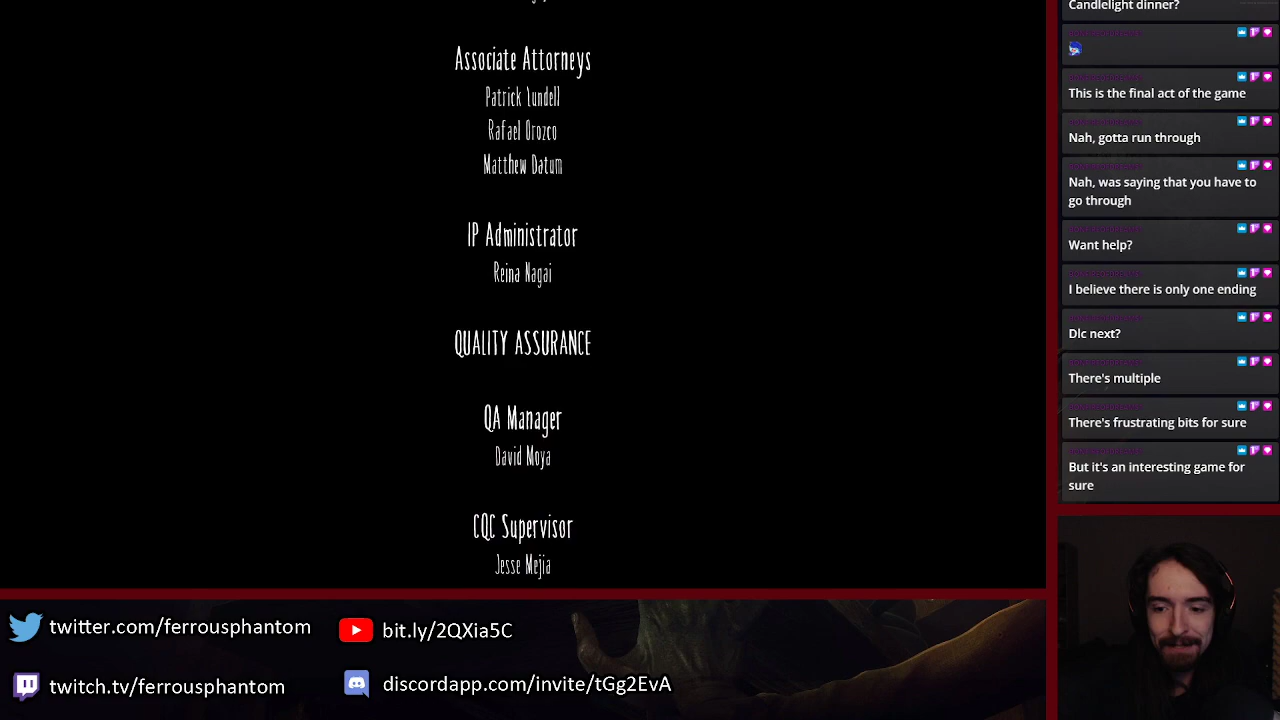 Associate Attorneys
Patrick Lundell
Rafael Orozco
Matthew Datum
IP Administrator
Reina Nagai
QUALITY ASSURANCE
QA Manager
David Moya
CQC Supervisor
Jesse Mejia
Candlelight dinner?
This is the final act of the game
Nah, gotta run through
Nah, was saying that you have to
go through
Want help?
I believe there is only one ending
Dlc next?
There's multiple
There's frustrating bits for sure
But it's an interesting game for
sure
twitter.com/ferrousphantom
bit.ly/2QXia5C
twitch.tv/ferrousphantom
discordapp.com/invite/tGg2EvA